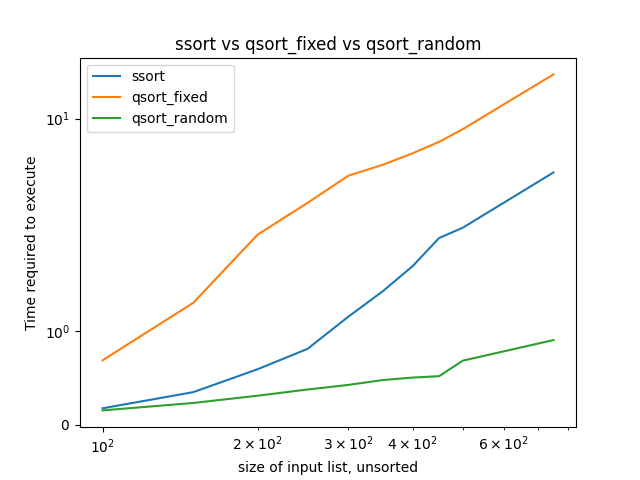 ssort vs qsort_fixed vs qsort_random
ssort
qsort_fixed
qsort_random
Time required to execute
10¹
10⁰
0
10²
2 × 10²
3 × 10²
4 × 10²
6 × 10²
size of input list, unsorted